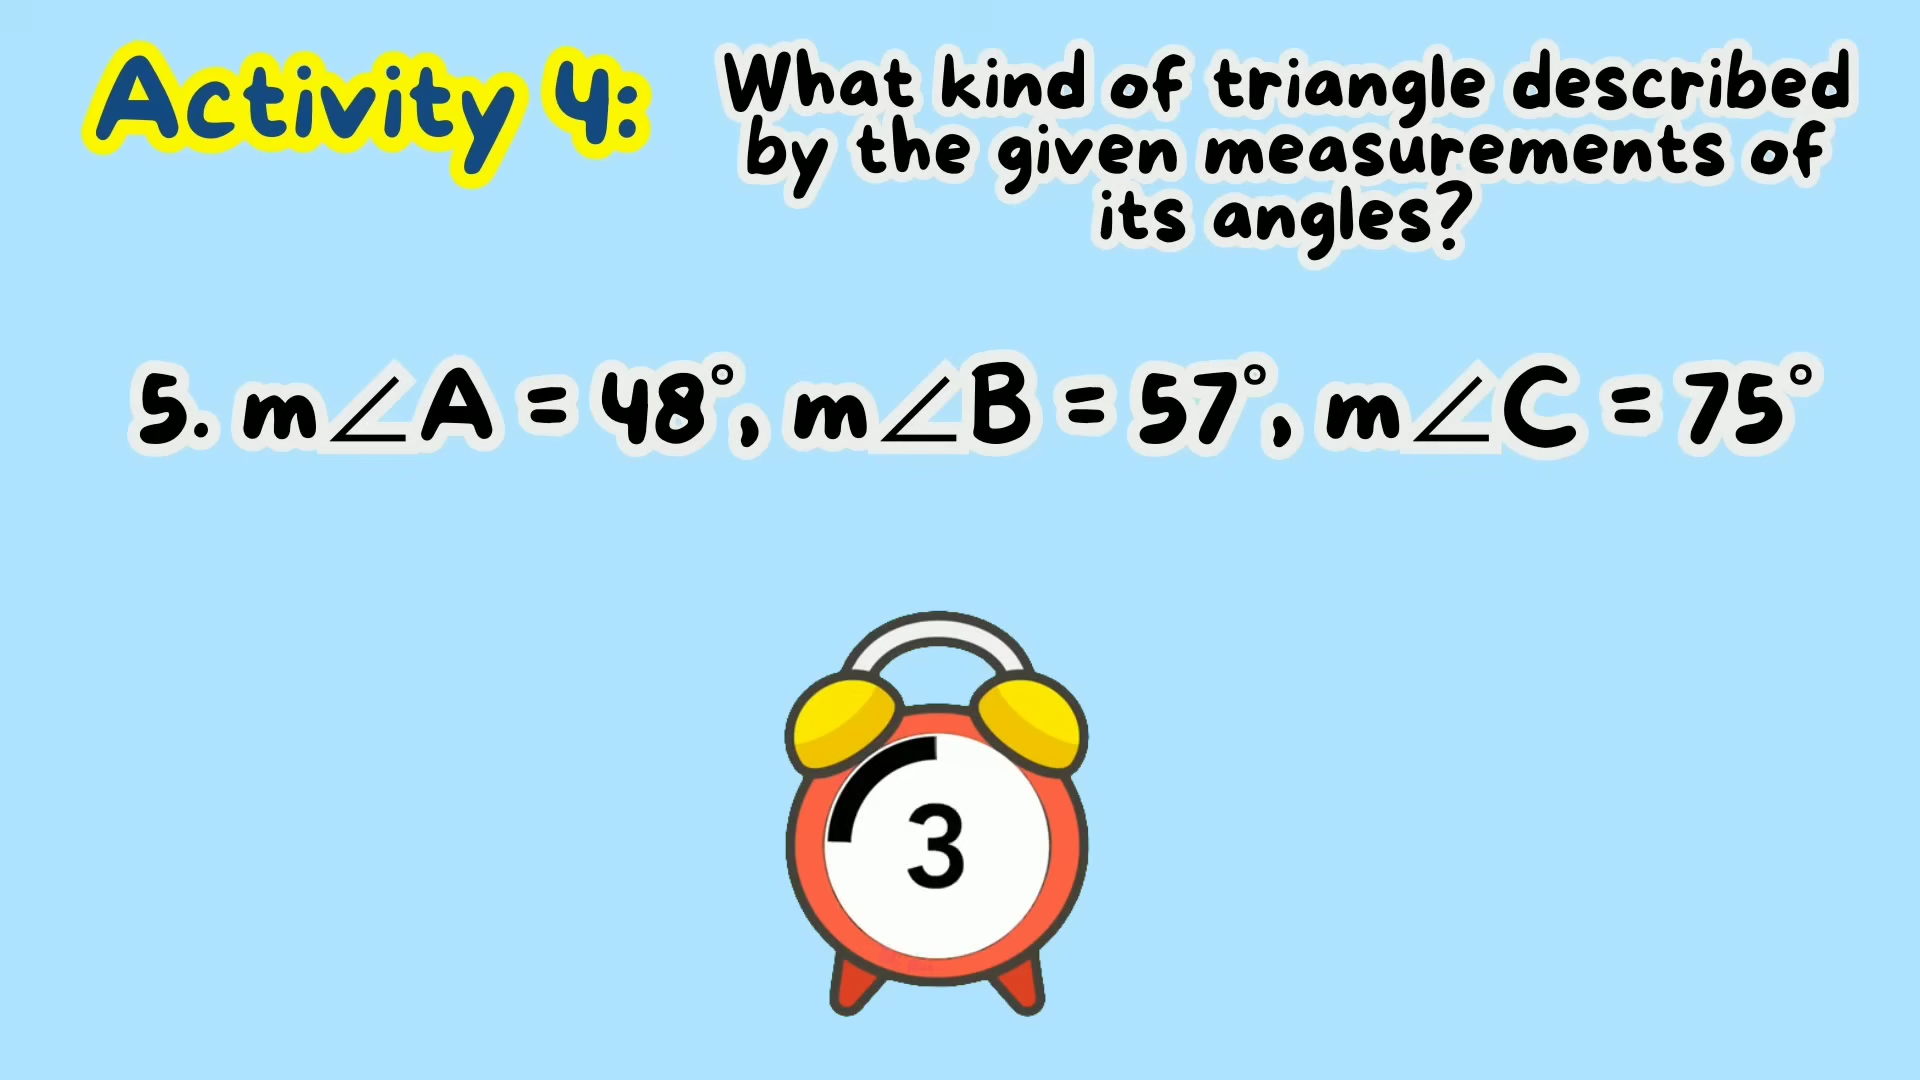 Activity 4:
What kind of triangle described
by the given measurements of
its angles?
5. m∠A = 48°, m∠B = 57°, m∠C = 75°
3